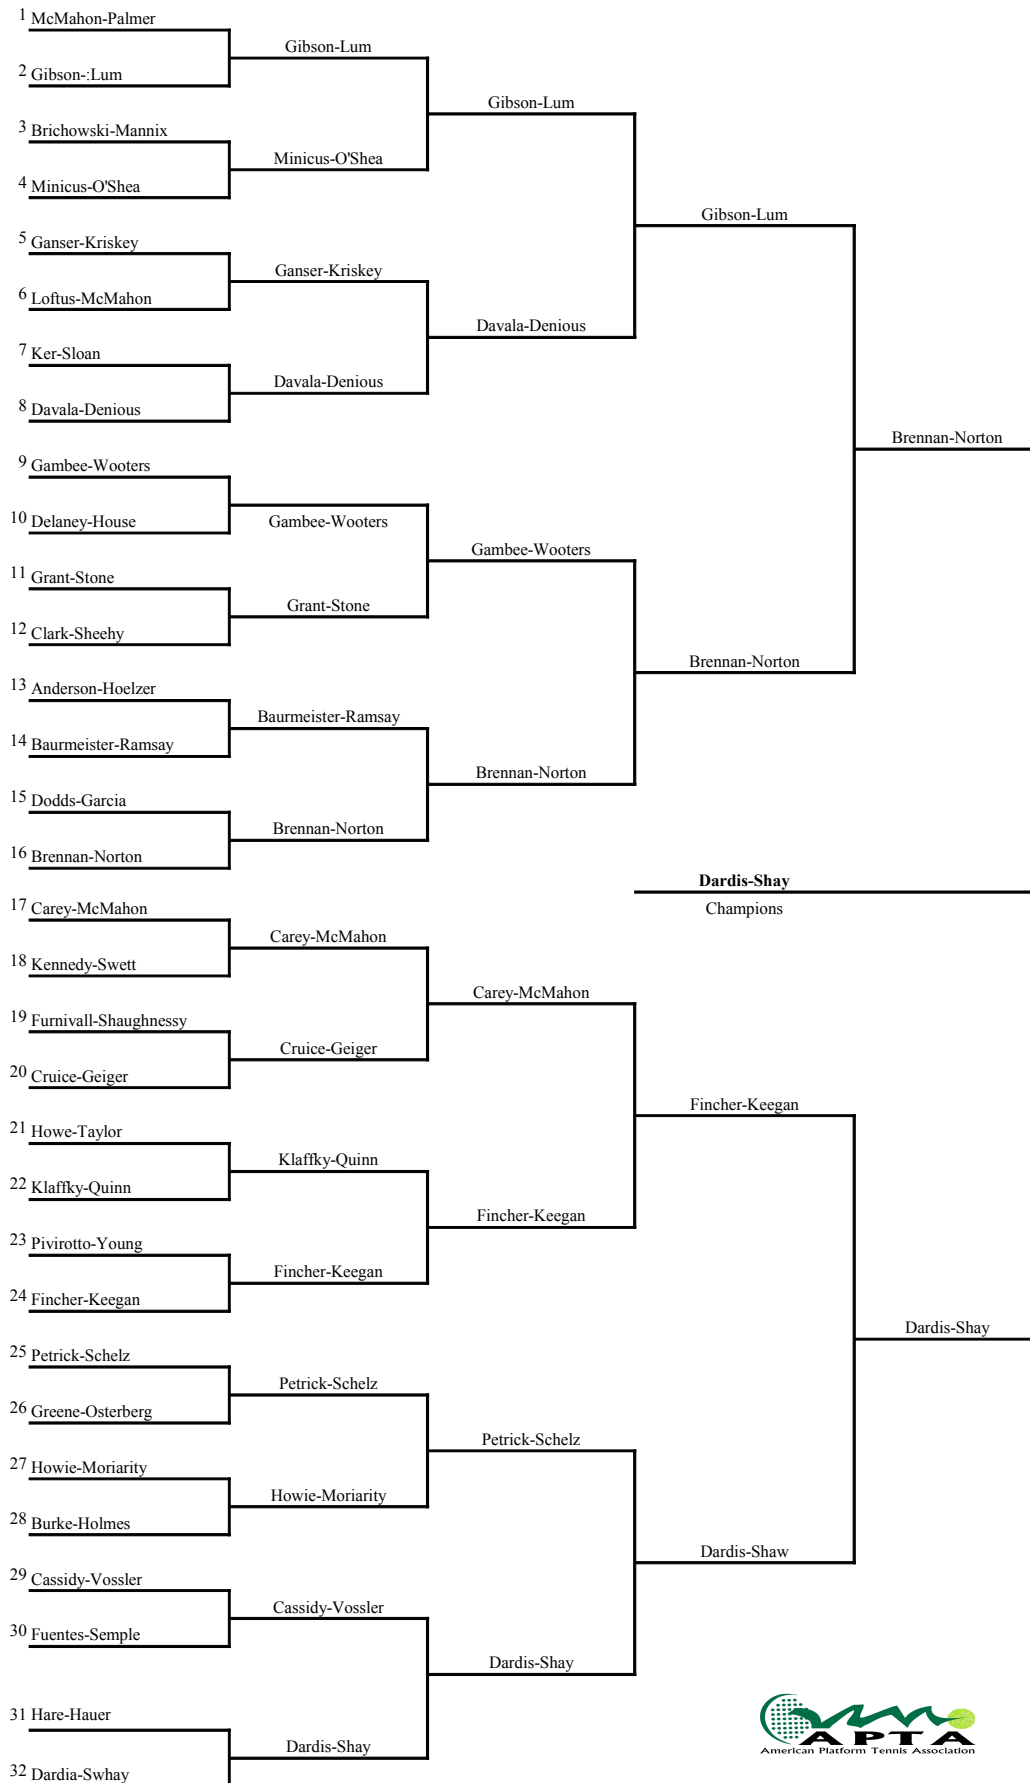 1 McMahon-Palmer
Gibson-Lum
2 Gibson-:Lum
Gibson-Lum
3 Brichowski-Mannix
Minicus-O'Shea
4 Minicus-O'Shea
Gibson-Lum
5 Ganser-Kriskey
Ganser-Kriskey
6 Loftus-McMahon
Davala-Denious
7 Ker-Sloan
Davala-Denious
8 Davala-Denious
Brennan-Norton
9 Gambee-Wooters
10 Delaney-House
Gambee-Wooters
Gambee-Wooters
11 Grant-Stone
Grant-Stone
12 Clark-Sheehy
Brennan-Norton
13 Anderson-Hoelzer
Baurmeister-Ramsay
14 Baurmeister-Ramsay
Brennan-Norton
15 Dodds-Garcia
Brennan-Norton
16 Brennan-Norton
Dardis-Shay
Champions
17 Carey-McMahon
Carey-McMahon
18 Kennedy-Swett
Carey-McMahon
19 Furnivall-Shaughnessy
Cruice-Geiger
20 Cruice-Geiger
Fincher-Keegan
21 Howe-Taylor
Klaffky-Quinn
22 Klaffky-Quinn
Fincher-Keegan
23 Pivirotto-Young
Fincher-Keegan
24 Fincher-Keegan
Dardis-Shay
25 Petrick-Schelz
Petrick-Schelz
26 Greene-Osterberg
Petrick-Schelz
27 Howie-Moriarity
Howie-Moriarity
28 Burke-Holmes
Dardis-Shaw
29 Cassidy-Vossler
Cassidy-Vossler
30 Fuentes-Semple
Dardis-Shay
31 Hare-Hauer
Dardis-Shay
32 Dardia-Swhay
APTA
American Platform Tennis Association